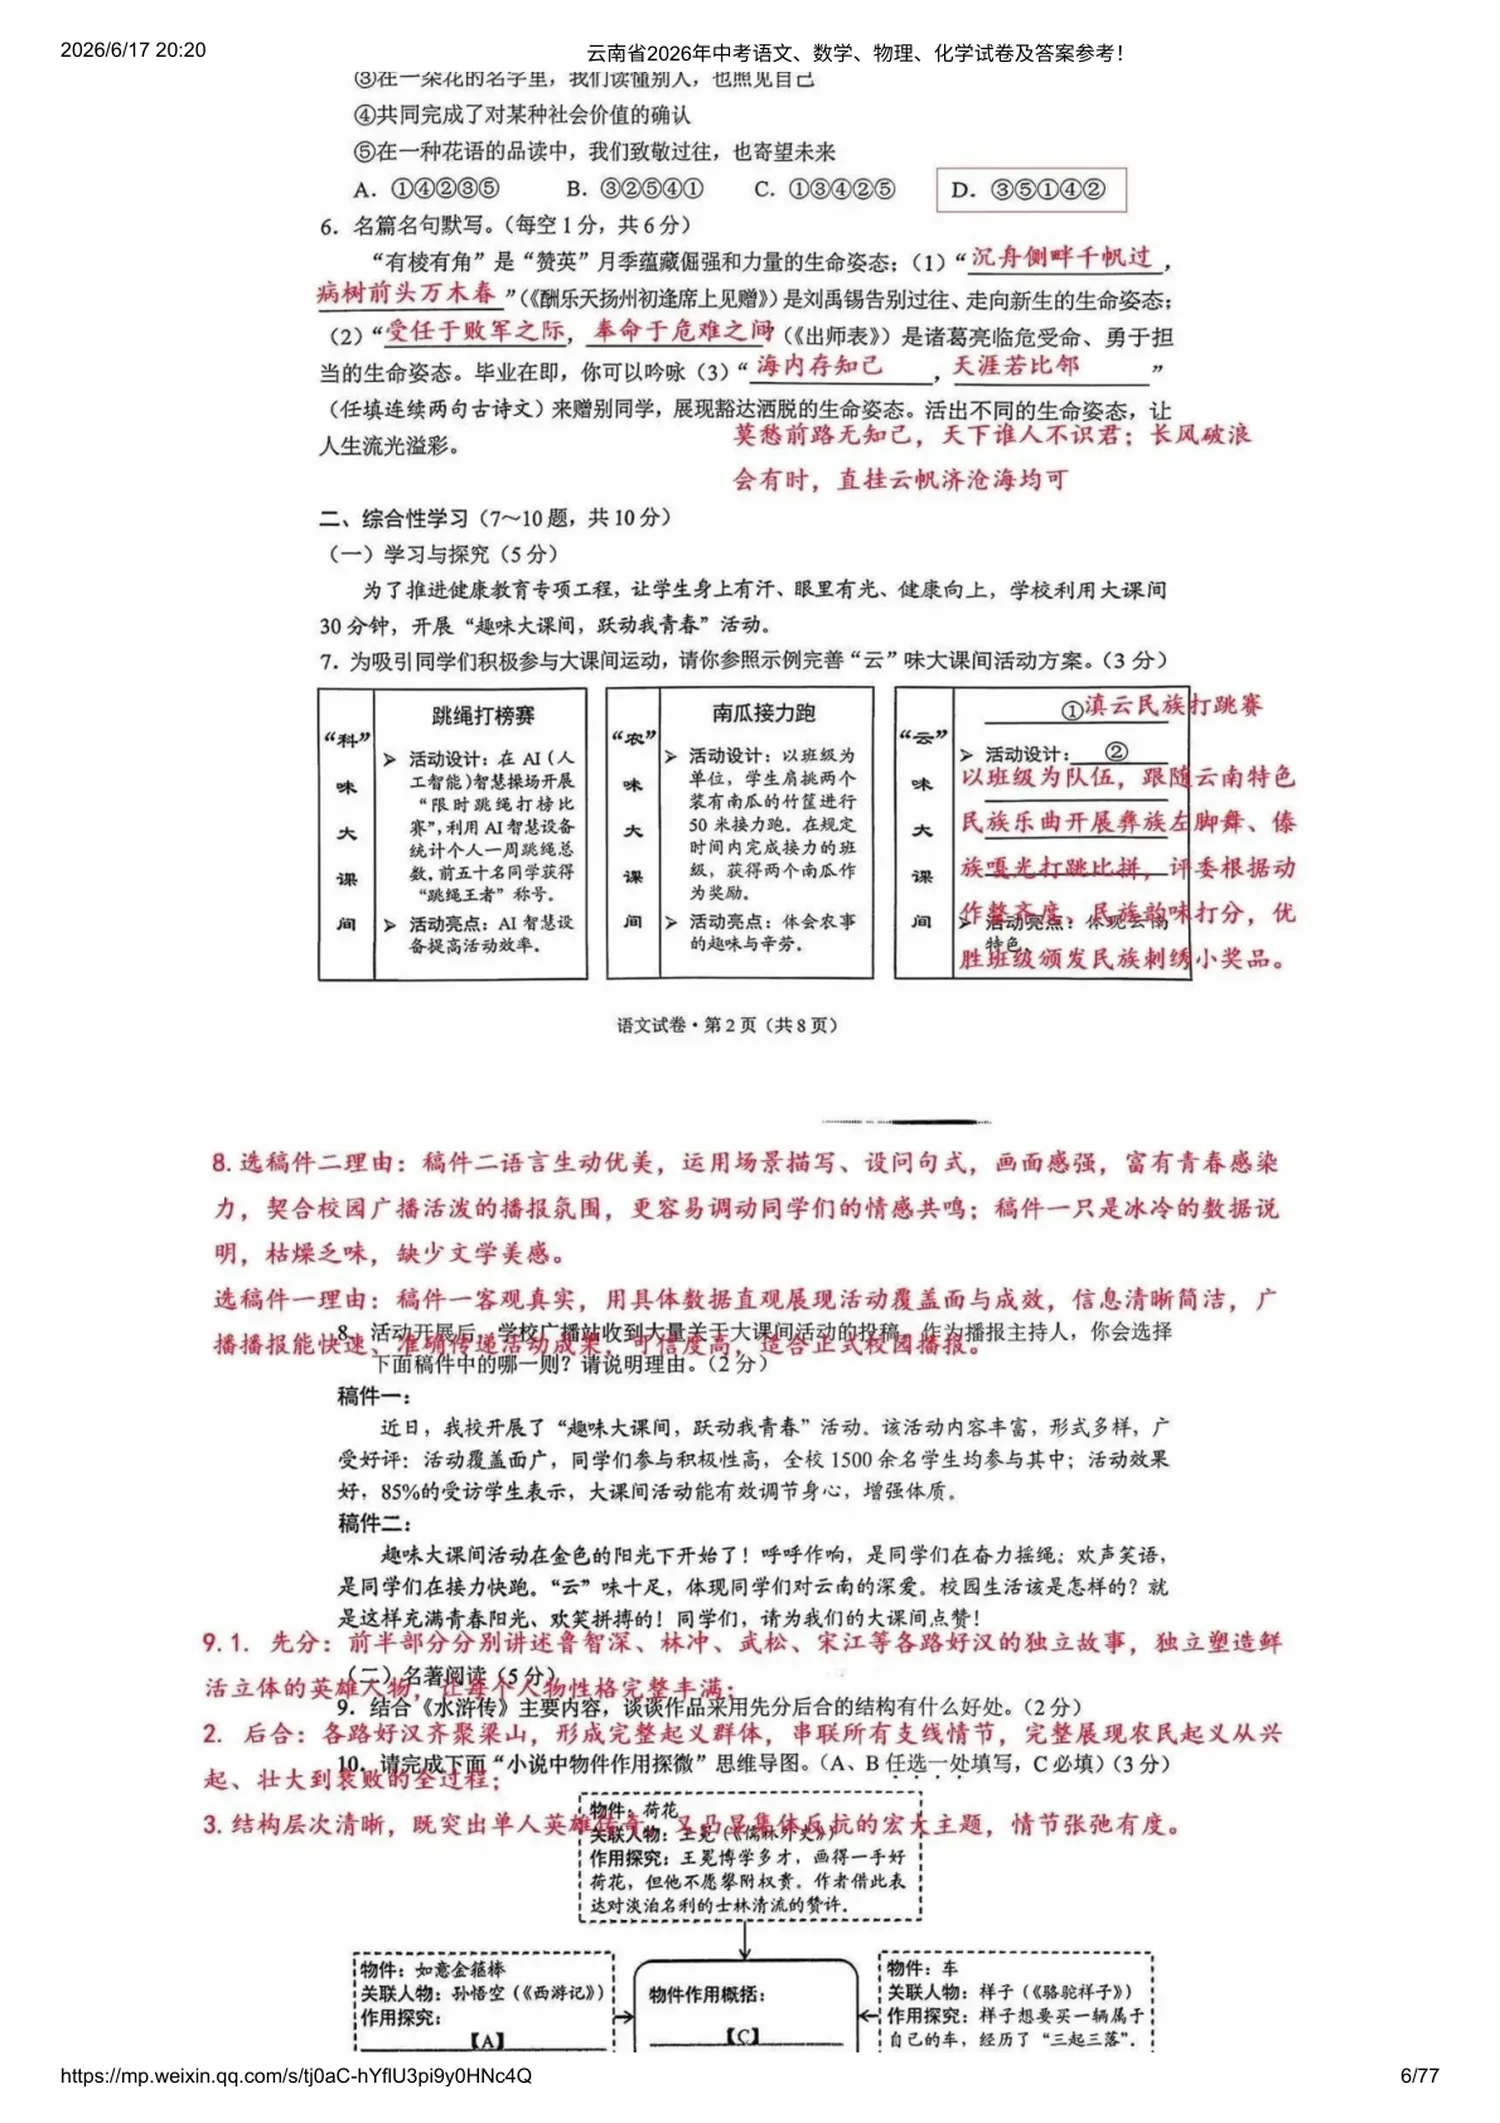 2026/6/17 20:20
云南省2026年中考语文、数学、物理、化学试卷及答案参考！
③在一朵花的名字里，我们读懂别人，也照见自己
④共同完成了对某种社会价值的确认
⑤在一种花语的品读中，我们致敬过往，也寄望未来
A．①④②③⑤ B．③②⑤④① C．①③④②⑤ D．③⑤①④②
6．名篇名句默写。（每空1分，共6分）
“有棱有角”是“赞英”月季蕴藏倔强和力量的生命姿态；（1）“沉舟侧畔千帆过，
病树前头万木春”（《酬乐天扬州初逢席上见赠》）是刘禹锡告别过往、走向新生的生命姿态；
（2）“受任于败军之际，奉命于危难之间”（《出师表》）是诸葛亮临危受命、勇于担
当的生命姿态。毕业在即，你可以吟咏（3）“海内存知己，天涯若比邻”
（任填连续两句古诗文）来赠别同学，展现豁达洒脱的生命姿态。活出不同的生命姿态，让
人生流光溢彩。
莫愁前路无知己，天下谁人不识君；长风破浪
会有时，直挂云帆济沧海均可
二、综合性学习（7～10题，共10分）
（一）学习与探究（5分）
为了推进健康教育专项工程，让学生身上有汗、眼里有光、健康向上，学校利用大课间
30分钟，开展“趣味大课间，跃动我青春”活动。
7．为吸引同学们积极参与大课间运动，请你参照示例完善“云”味大课间活动方案。（3分）
“科”
味
大
课
间
跳绳打榜赛
➢ 活动设计：在AI（人
工智能）智慧操场开展
“限时跳绳打榜比
赛”，利用AI智慧设备
统计个人一周跳绳总
数，前五十名同学获得
“跳绳王者”称号。
➢ 活动亮点：AI智慧设
备提高活动效率。
“农”
味
大
课
间
南瓜接力跑
➢ 活动设计：以班级为
单位，学生肩挑两个
装有南瓜的竹筐进行
50米接力跑。在规定
时间内完成接力的班
级，获得两个南瓜作
为奖励。
➢ 活动亮点：体会农事
的趣味与辛劳。
“云”
味
大
课
间
①滇云民族打跳赛
➢ 活动设计：②
以班级为队伍，跟随云南特色
民族乐曲开展彝族左脚舞、傣
族嘎光打跳比拼，评委根据动
作整齐度、民族韵味打分，优
➢ 活动亮点：体现云南
特色。
胜班级颁发民族刺绣小奖品。
语文试卷·第2页（共8页）
8.选稿件二理由：稿件二语言生动优美，运用场景描写、设问句式，画面感强，富有青春感染
力，契合校园广播活泼的播报氛围，更容易调动同学们的情感共鸣；稿件一只是冰冷的数据说
明，枯燥乏味，缺少文学美感。
选稿件一理由：稿件一客观真实，用具体数据直观展现活动覆盖面与成效，信息清晰简洁，广
8．活动开展后，学校广播站收到大量关于大课间活动的投稿。作为播报主持人，你会选择
播播报能快速、准确传递活动成果，可信度高，适合正式校园播报。
下面稿件中的哪一则？请说明理由。（2分）
稿件一：
近日，我校开展了“趣味大课间，跃动我青春”活动。该活动内容丰富，形式多样，广
受好评：活动覆盖面广，同学们参与积极性高，全校1500余名学生均参与其中；活动效果
好，85%的受访学生表示，大课间活动能有效调节身心，增强体质。
稿件二：
趣味大课间活动在金色的阳光下开始了！呼呼作响，是同学们在奋力摇绳；欢声笑语，
是同学们在接力快跑。“云”味十足，体现同学们对云南的深爱。校园生活该是怎样的？就
是这样充满青春阳光、欢笑拼搏的！同学们，请为我们的大课间点赞！
9.1. 先分：前半部分分别讲述鲁智深、林冲、武松、宋江等各路好汉的独立故事，独立塑造鲜
（二）名著阅读（5分）
活立体的英雄人物，让每个人物性格完整丰满；
9．结合《水浒传》主要内容，谈谈作品采用先分后合的结构有什么好处。（2分）
2. 后合：各路好汉齐聚梁山，形成完整起义群体，串联所有支线情节，完整展现农民起义从兴
10．请完成下面“小说中物件作用探微”思维导图。（A、B任选一处填写，C必填）（3分）
起、壮大到衰败的全过程；
物件：荷花
3.结构层次清晰，既突出单人英雄传奇，又凸显集体反抗的宏大主题，情节张弛有度。
关联人物：王冕（《儒林外史》）
作用探究：王冕博学多才，画得一手好
荷花，但他不愿攀附权贵。作者借此表
达对淡泊名利的士林清流的赞许。
物件：如意金箍棒
关联人物：孙悟空（《西游记》）
作用探究：
【A】
物件作用概括：
【C】
物件：车
关联人物：祥子（《骆驼祥子》）
作用探究：祥子想要买一辆属于
自己的车，经历了“三起三落”．
https://mp.weixin.qq.com/s/tj0aC-hYflU3pi9y0HNc4Q
6/77